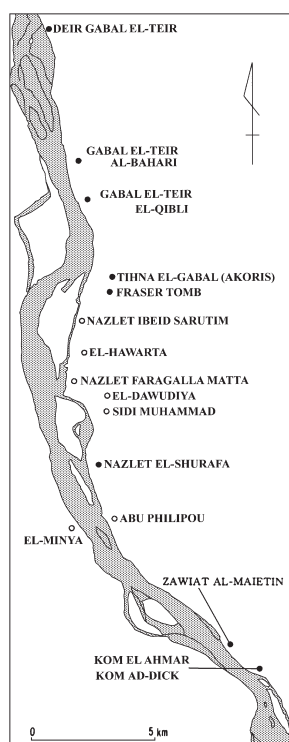 DEIR GABAL EL-TEIR
GABAL EL-TEIR
AL-BAHARI
GABAL EL-TEIR
EL-QIBLI
TIHNA EL-GABAL (AKORIS)
FRASER TOMB
NAZLET IBEID SARUTIM
EL-HAWARTA
NAZLET FARAGALLA MATTA
EL-DAWUDIYA
SIDI MUHAMMAD
NAZLET EL-SHURAFA
ABU PHILIPOU
EL-MINYA
ZAWIAT AL-MAIETIN
KOM EL AHMAR
KOM AD-DICK
0 5 km